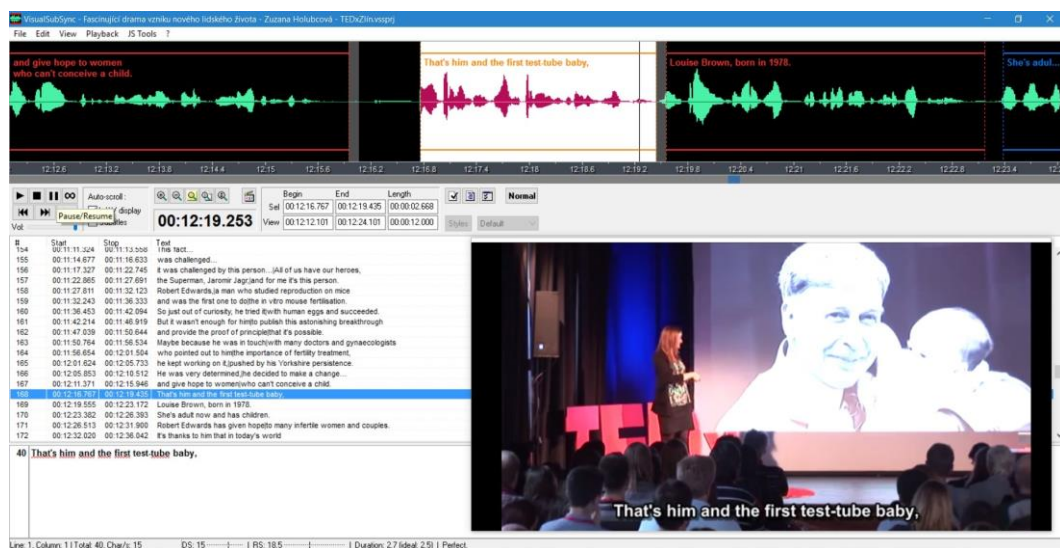 VisualSubSync - Fascinující drama vzniku nového lidského života - Zuzana Holubcová - TEDxZlín.vssprj
File Edit View Playback JS Tools ?
and give hope to women
who can't conceive a child.
That's him and the first test-tube baby,
Louise Brown, born in 1978.
She's adul...
12:12.6 12:13.2 12:13.8 12:14.4 12:15 12:15.6 12:16.2 12:16.8 12:17.4 12:18 12:18.6 12:19.2 12:19.8 12:20.4 12:21 12:21.6 12:22.2 12:22.8 12:23.4
Auto-scroll :
display
Pause/Resume
subtitles
Vol:
00:12:19.253
Begin End Length
Sel 00:12:16.767 00:12:19.435 00:00:02.668
View 00:12:12.101 00:12:24.101 00:00:12.000
Normal
Styles Default
# Start Stop Text
154 00:11:11.324 00:11:13.558 This fact...
155 00:11:14.677 00:11:16.633 was challenged...
156 00:11:17.327 00:11:22.745 it was challenged by this person...|All of us have our heroes,
157 00:11:22.865 00:11:27.691 the Superman, Jaromir Jagr,|and for me it's this person.
158 00:11:27.811 00:11:32.123 Robert Edwards,|a man who studied reproduction on mice
159 00:11:32.243 00:11:36.333 and was the first one to do|the in vitro mouse fertilisation.
160 00:11:36.453 00:11:42.094 So just out of curiosity, he tried it|with human eggs and succeeded.
161 00:11:42.214 00:11:46.919 But it wasn't enough for him|to publish this astonishing breakthrough
162 00:11:47.039 00:11:50.644 and provide the proof of principle|that it's possible.
163 00:11:50.764 00:11:56.534 Maybe because he was in touch|with many doctors and gynaecologists
164 00:11:56.654 00:12:01.504 who pointed out to him|the importance of fertility treatment,
165 00:12:01.624 00:12:05.733 he kept working on it,|pushed by his Yorkshire persistence.
166 00:12:05.853 00:12:10.512 He was very determined,|he decided to make a change...
167 00:12:11.371 00:12:15.946 and give hope to women|who can't conceive a child.
168 00:12:16.767 00:12:19.435 That's him and the first test-tube baby,
169 00:12:19.555 00:12:23.172 Louise Brown, born in 1978.
170 00:12:23.382 00:12:26.393 She's adult now and has children.
171 00:12:26.513 00:12:31.900 Robert Edwards has given hope|to many infertile women and couples.
172 00:12:32.020 00:12:36.042 It's thanks to him that in today's world
40 That's him and the first test-tube baby,
That's him and the first test-tube baby,
Line: 1, Column: 1 | Total: 40, Char/s: 15 DS: 15 | RS: 18.5 | Duration: 2.7 (ideal: 2.5) | Perfect.